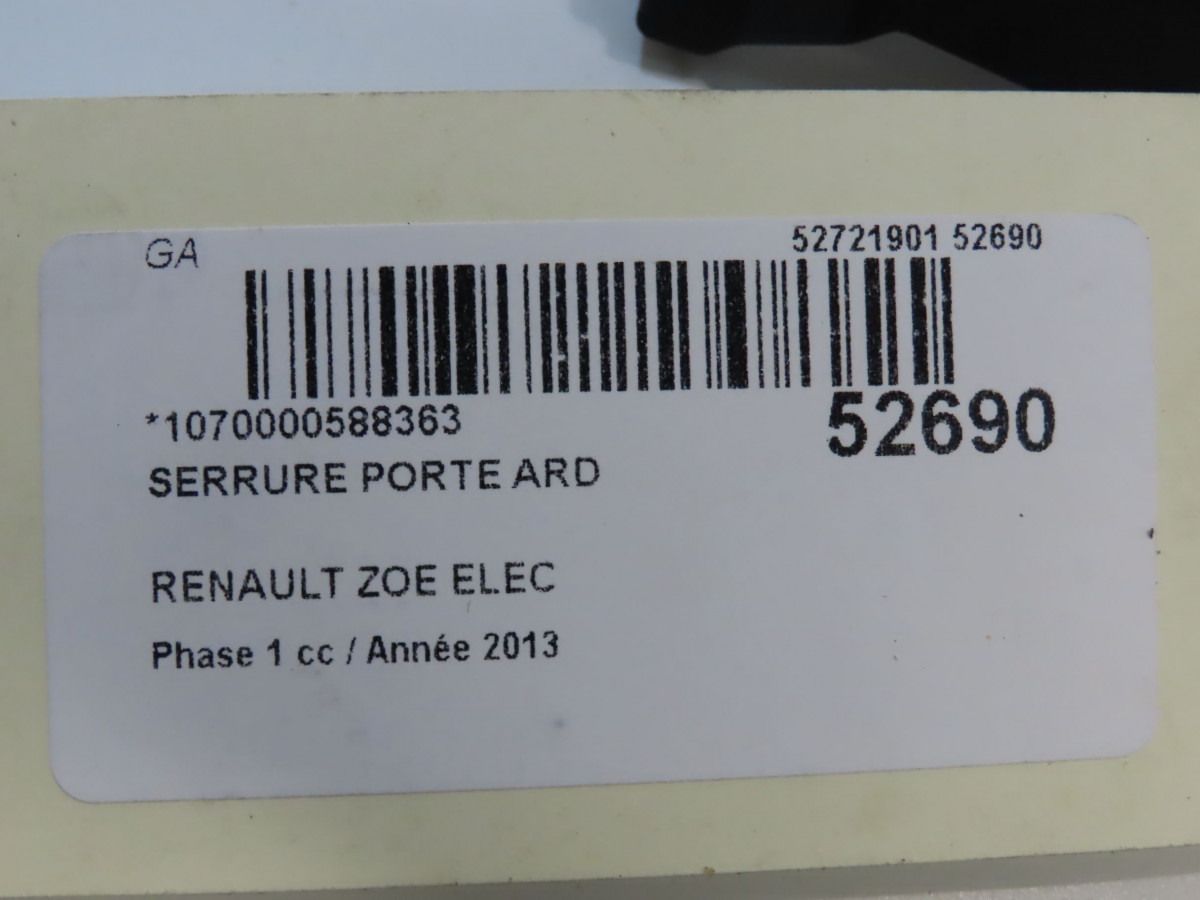 GA
52721901 52690
*1070000588363
52690
SERRURE PORTE ARD
RENAULT ZOE ELEC
Phase 1 cc / Année 2013